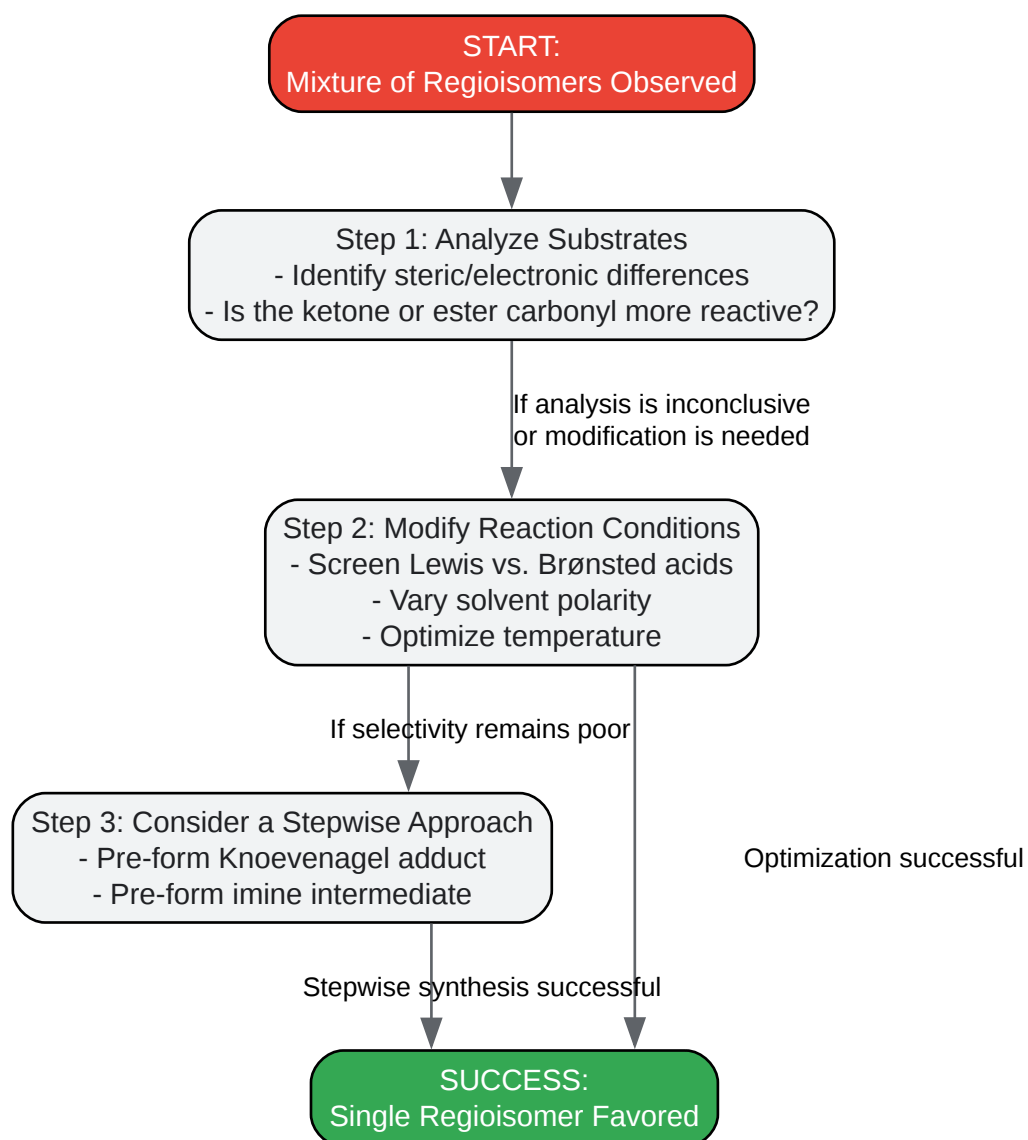 START:
Mixture of Regioisomers Observed
Step 1: Analyze Substrates
- Identify steric/electronic differences
- Is the ketone or ester carbonyl more reactive?
If analysis is inconclusive
or modification is needed
Step 2: Modify Reaction Conditions
- Screen Lewis vs. Brønsted acids
- Vary solvent polarity
- Optimize temperature
If selectivity remains poor
Step 3: Consider a Stepwise Approach
- Pre-form Knoevenagel adduct
- Pre-form imine intermediate
Optimization successful
Stepwise synthesis successful
SUCCESS:
Single Regioisomer Favored